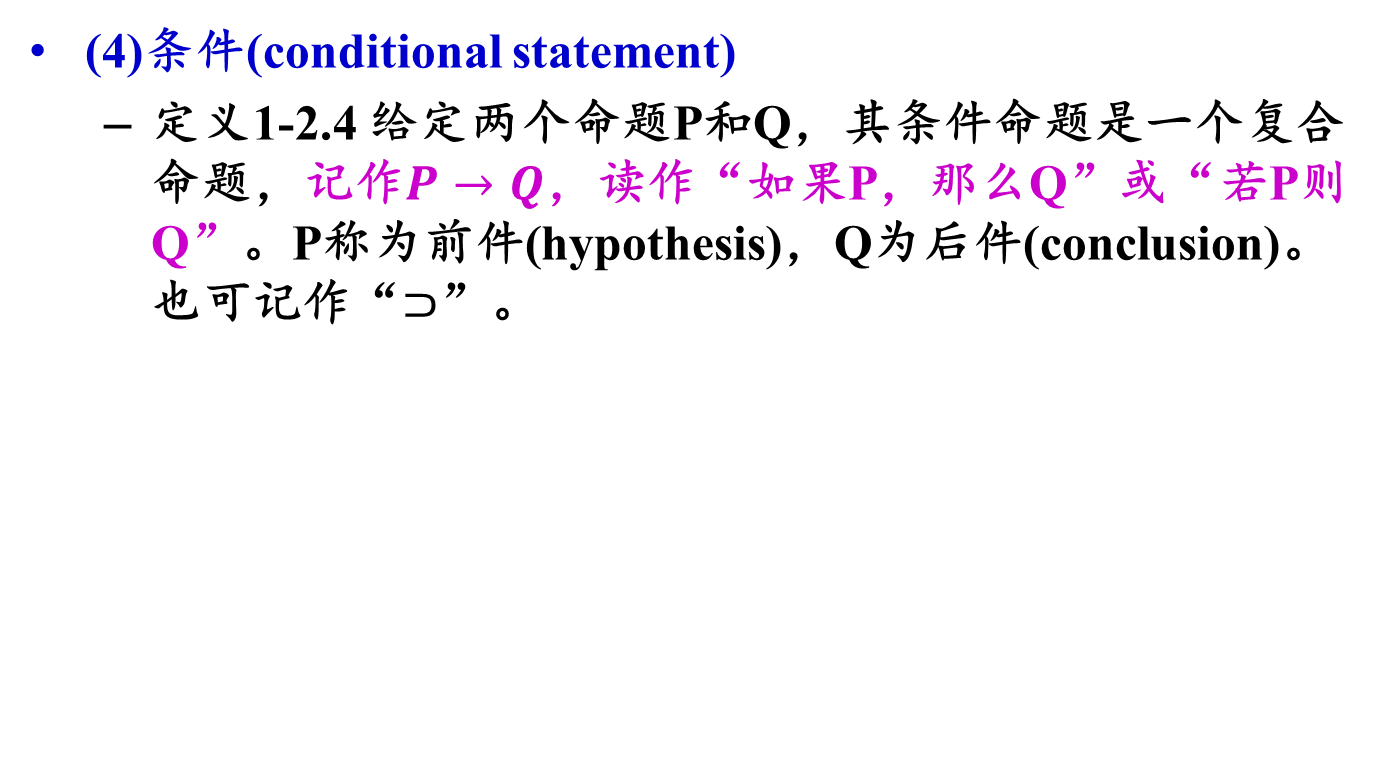 • (4)条件(conditional statement)
– 定义1-2.4 给定两个命题P和Q，其条件命题是一个复合
命题，记作P → Q，读作“如果P，那么Q”或“若P则
Q”。P称为前件(hypothesis)，Q为后件(conclusion)。
也可记作“⊃”。